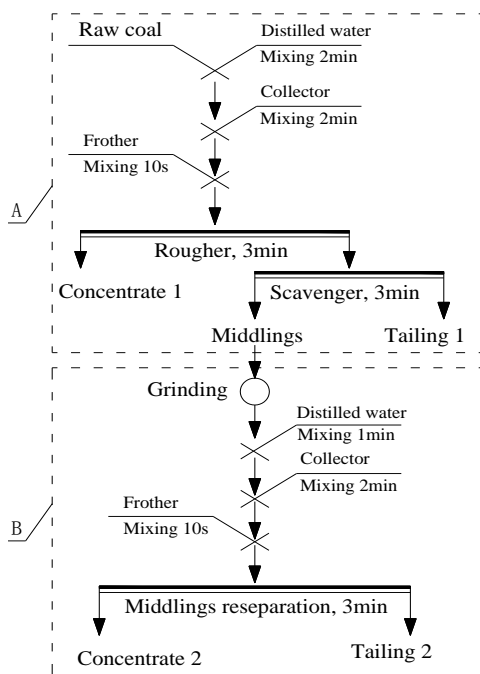 Raw coal
Distilled water
Mixing 2min
Collector
Mixing 2min
Frother
Mixing 10s
A
Rougher, 3min
Concentrate 1
Scavenger, 3min
Middlings
Tailing 1
Grinding
Distilled water
Mixing 1min
Collector
Mixing 2min
Frother
Mixing 10s
B
Middlings reseparation, 3min
Concentrate 2
Tailing 2